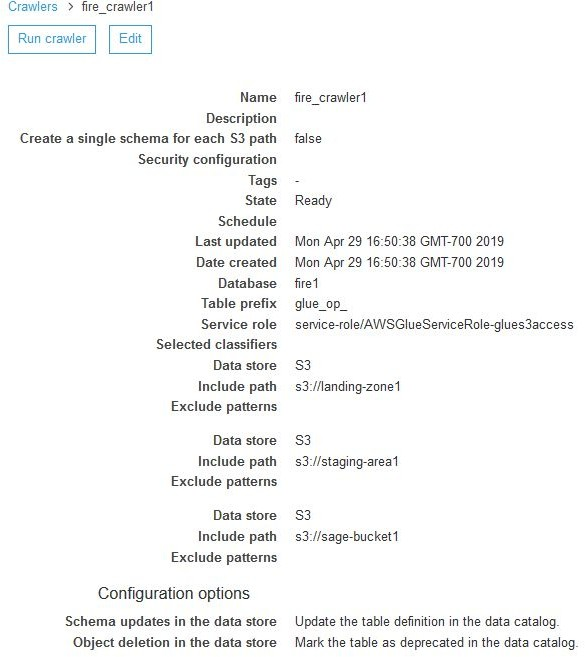 Crawlers > fire_crawler1
Run crawler Edit
Name fire_crawler1
Description
Create a single schema for each S3 path false
Security configuration
Tags -
State Ready
Schedule
Last updated Mon Apr 29 16:50:38 GMT-700 2019
Date created Mon Apr 29 16:50:38 GMT-700 2019
Database fire1
Table prefix glue_op_
Service role service-role/AWSGlueServiceRole-glues3access
Selected classifiers
Data store S3
Include path s3://landing-zone1
Exclude patterns
Data store S3
Include path s3://staging-area1
Exclude patterns
Data store S3
Include path s3://sage-bucket1
Exclude patterns
Configuration options
Schema updates in the data store Update the table definition in the data catalog.
Object deletion in the data store Mark the table as deprecated in the data catalog.